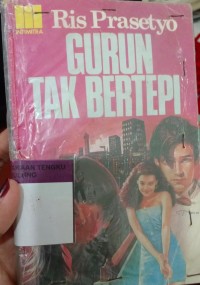 Ris Prasetyo
GURUN
TAK BERTEPI